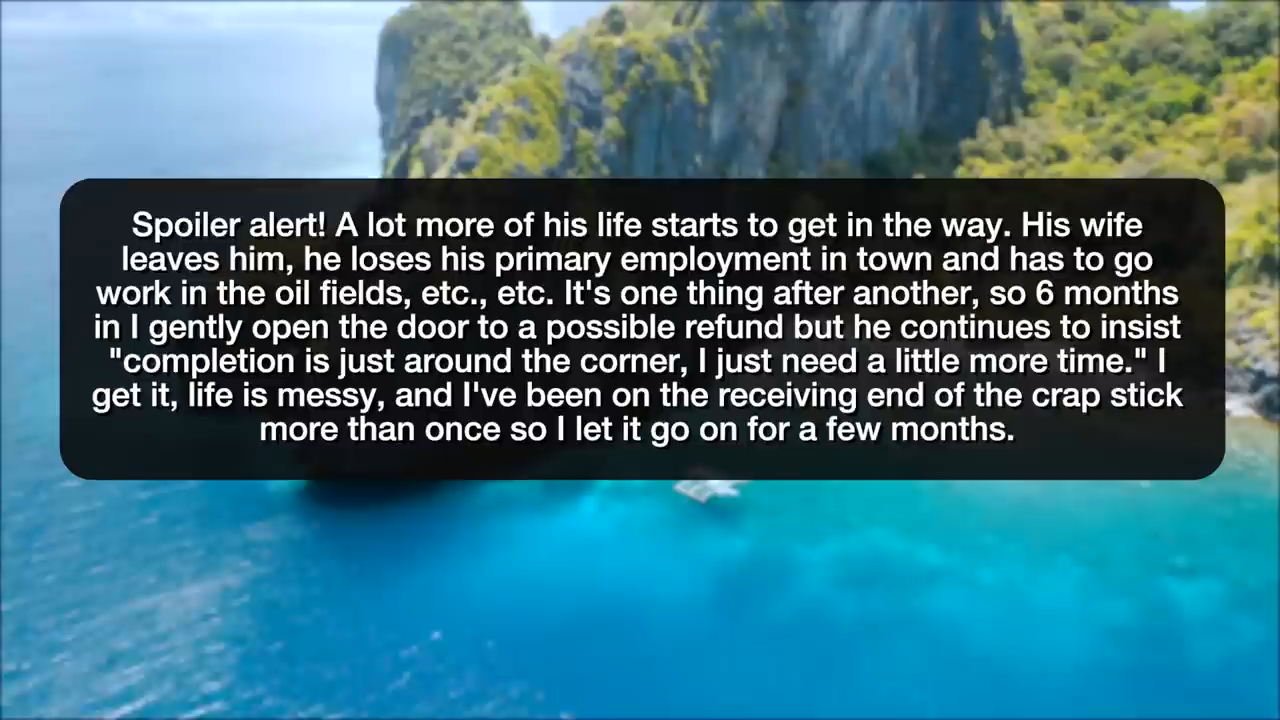 Spoiler alert! A lot more of his life starts to get in the way. His wife
leaves him, he loses his primary employment in town and has to go
work in the oil fields, etc., etc. It's one thing after another, so 6 months
in I gently open the door to a possible refund but he continues to insist
"completion is just around the corner, I just need a little more time." I
get it, life is messy, and I've been on the receiving end of the crap stick
more than once so I let it go on for a few months.